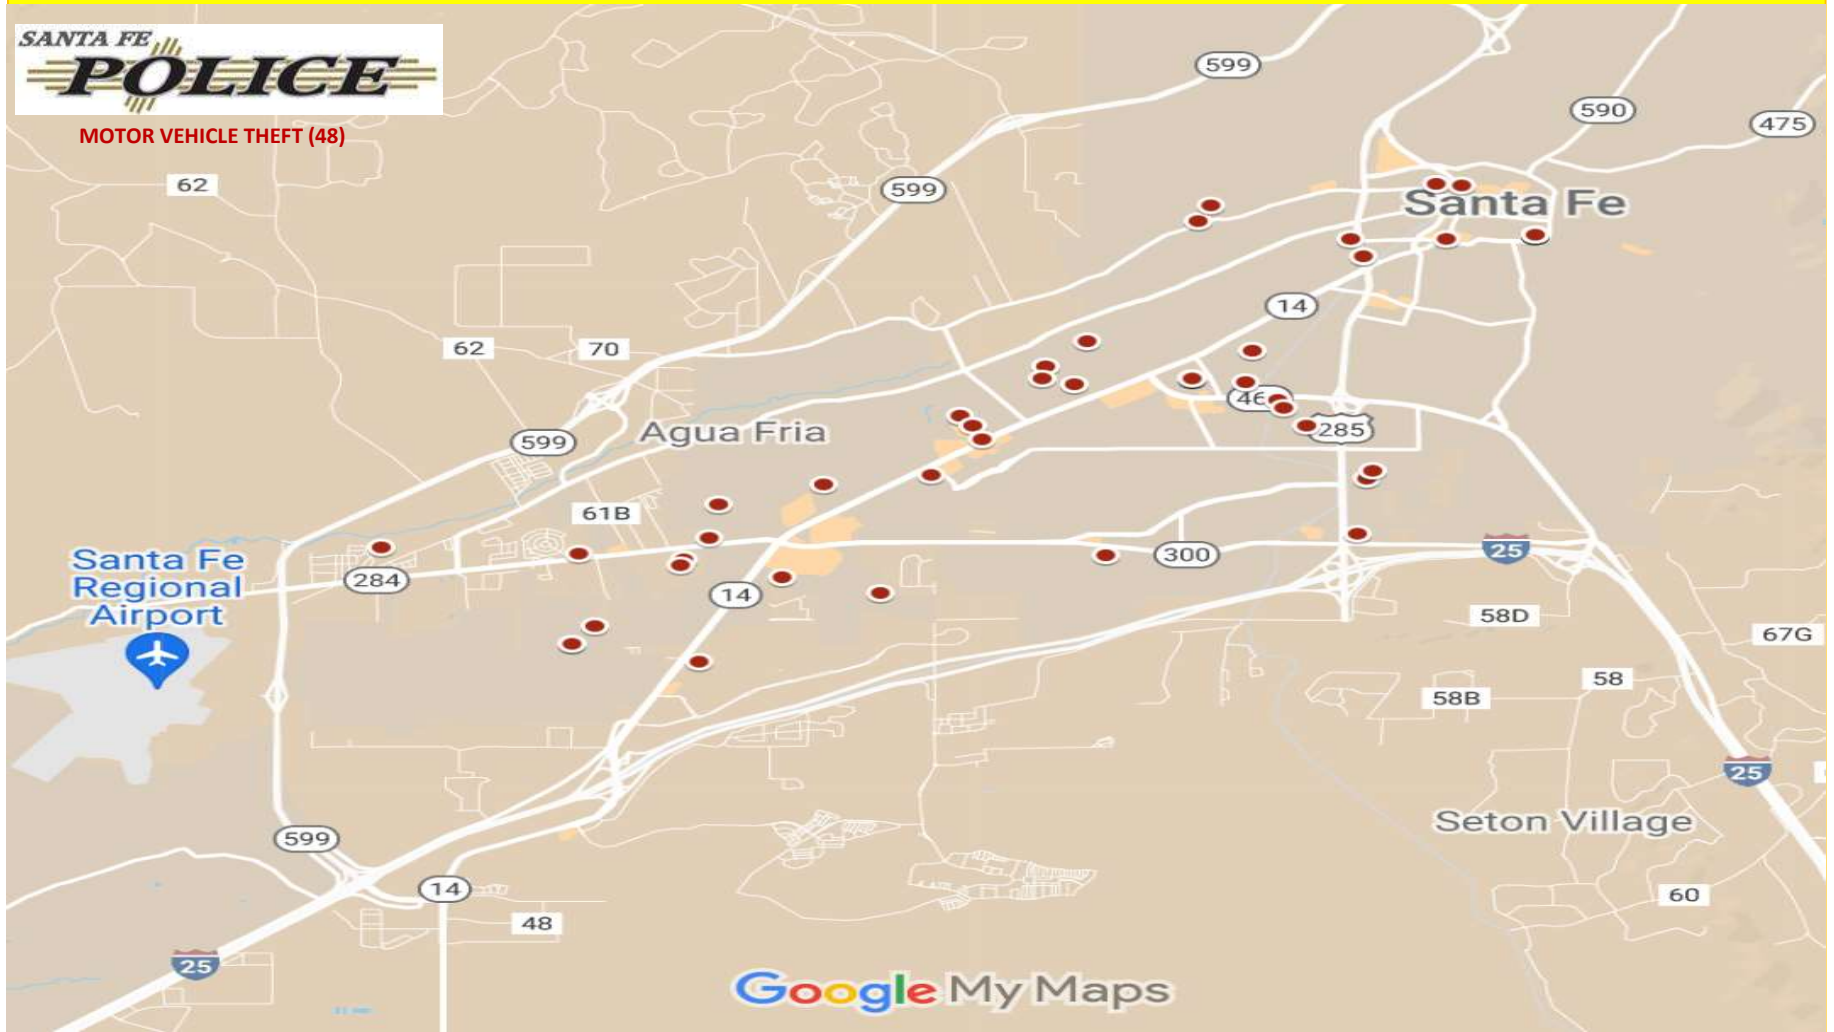 SANTA FE
POLICE
MOTOR VEHICLE THEFT (48)
599
590
475
62
599
Santa Fe
14
62
70
285
Agua Fria
599
61B
Santa Fe
Regional
Airport
284
14
300
25
58D
67G
58
58B
25
Seton Village
599
14
60
48
25
Google My Maps